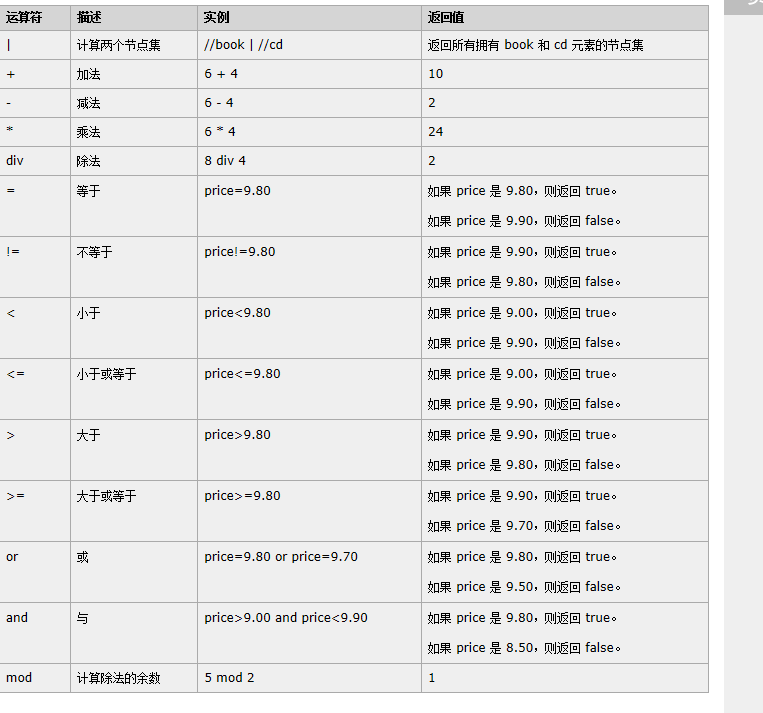 运算符 描述 实例 返回值
| 计算两个节点集 //book | //cd 返回所有拥有 book 和 cd 元素的节点集
+ 加法 6 + 4 10
- 减法 6 - 4 2
* 乘法 6 * 4 24
div 除法 8 div 4 2
= 等于 price=9.80 如果 price 是 9.80，则返回 true。
如果 price 是 9.90，则返回 false。
!= 不等于 price!=9.80 如果 price 是 9.90，则返回 true。
如果 price 是 9.80，则返回 false。
< 小于 price<9.80 如果 price 是 9.00，则返回 true。
如果 price 是 9.90，则返回 false。
<= 小于或等于 price<=9.80 如果 price 是 9.00，则返回 true。
如果 price 是 9.90，则返回 false。
> 大于 price>9.80 如果 price 是 9.90，则返回 true。
如果 price 是 9.80，则返回 false。
>= 大于或等于 price>=9.80 如果 price 是 9.90，则返回 true。
如果 price 是 9.70，则返回 false。
or 或 price=9.80 or price=9.70 如果 price 是 9.80，则返回 true。
如果 price 是 9.50，则返回 false。
and 与 price>9.00 and price<9.90 如果 price 是 9.80，则返回 true。
如果 price 是 8.50，则返回 false。
mod 计算除法的余数 5 mod 2 1